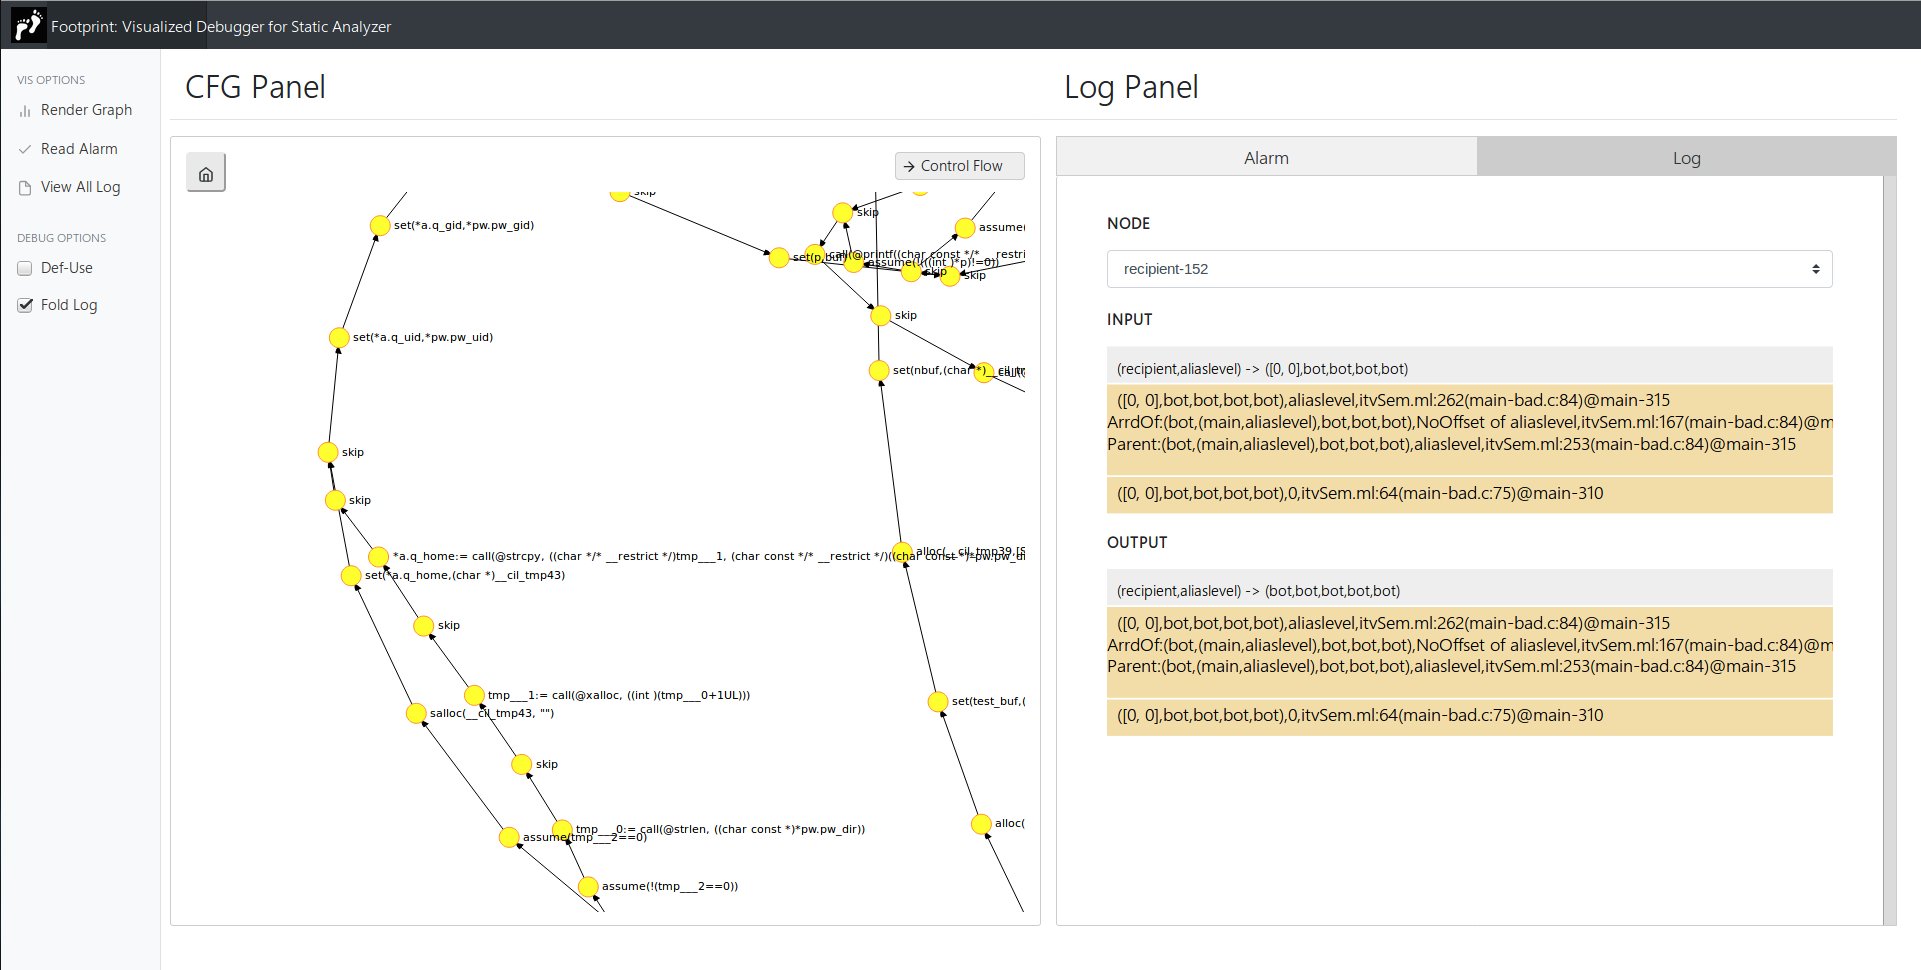 Footprint: Visualized Debugger for Static Analyzer
VIS OPTIONS
Render Graph
Read Alarm
View All Log
DEBUG OPTIONS
Def-Use
Fold Log
CFG Panel
Control Flow
skip
set(*a.q_gid,*pw.pw_gid)
skip
assume(
set(p,buf)
call(@printf((char const */* __restri
assume(!(((int )*p)!=0))
skip
skip
skip
set(*a.q_uid,*pw.pw_uid)
set(nbuf,(char *)__cil_tm
call(
skip
skip
alloc(__cil_tmp39,[S
*a.q_home:= call(@strcpy, ((char */* __restrict */)tmp___1, (char const */* __restrict */)((char const *)*pw.pw_di
set(*a.q_home,(char *)__cil_tmp43)
skip
tmp___1:= call(@xalloc, ((int )(tmp___0+1UL)))
set(test_buf,(
salloc(__cil_tmp43, "")
skip
alloc(
tmp___0:= call(@strlen, ((char const *)*pw.pw_dir))
assume(tmp___2==0)
assume(!(tmp___2==0))
Log Panel
Alarm
Log
NODE
recipient-152
INPUT
(recipient,aliaslevel) -> ([0, 0],bot,bot,bot,bot)
([0, 0],bot,bot,bot,bot),aliaslevel,itvSem.ml:262(main-bad.c:84)@main-315
ArrdOf:(bot,(main,aliaslevel),bot,bot,bot),NoOffset of aliaslevel,itvSem.ml:167(main-bad.c:84)@m
Parent:(bot,(main,aliaslevel),bot,bot,bot),aliaslevel,itvSem.ml:253(main-bad.c:84)@main-315
([0, 0],bot,bot,bot,bot),0,itvSem.ml:64(main-bad.c:75)@main-310
OUTPUT
(recipient,aliaslevel) -> (bot,bot,bot,bot,bot)
([0, 0],bot,bot,bot,bot),aliaslevel,itvSem.ml:262(main-bad.c:84)@main-315
ArrdOf:(bot,(main,aliaslevel),bot,bot,bot),NoOffset of aliaslevel,itvSem.ml:167(main-bad.c:84)@m
Parent:(bot,(main,aliaslevel),bot,bot,bot),aliaslevel,itvSem.ml:253(main-bad.c:84)@main-315
([0, 0],bot,bot,bot,bot),0,itvSem.ml:64(main-bad.c:75)@main-310